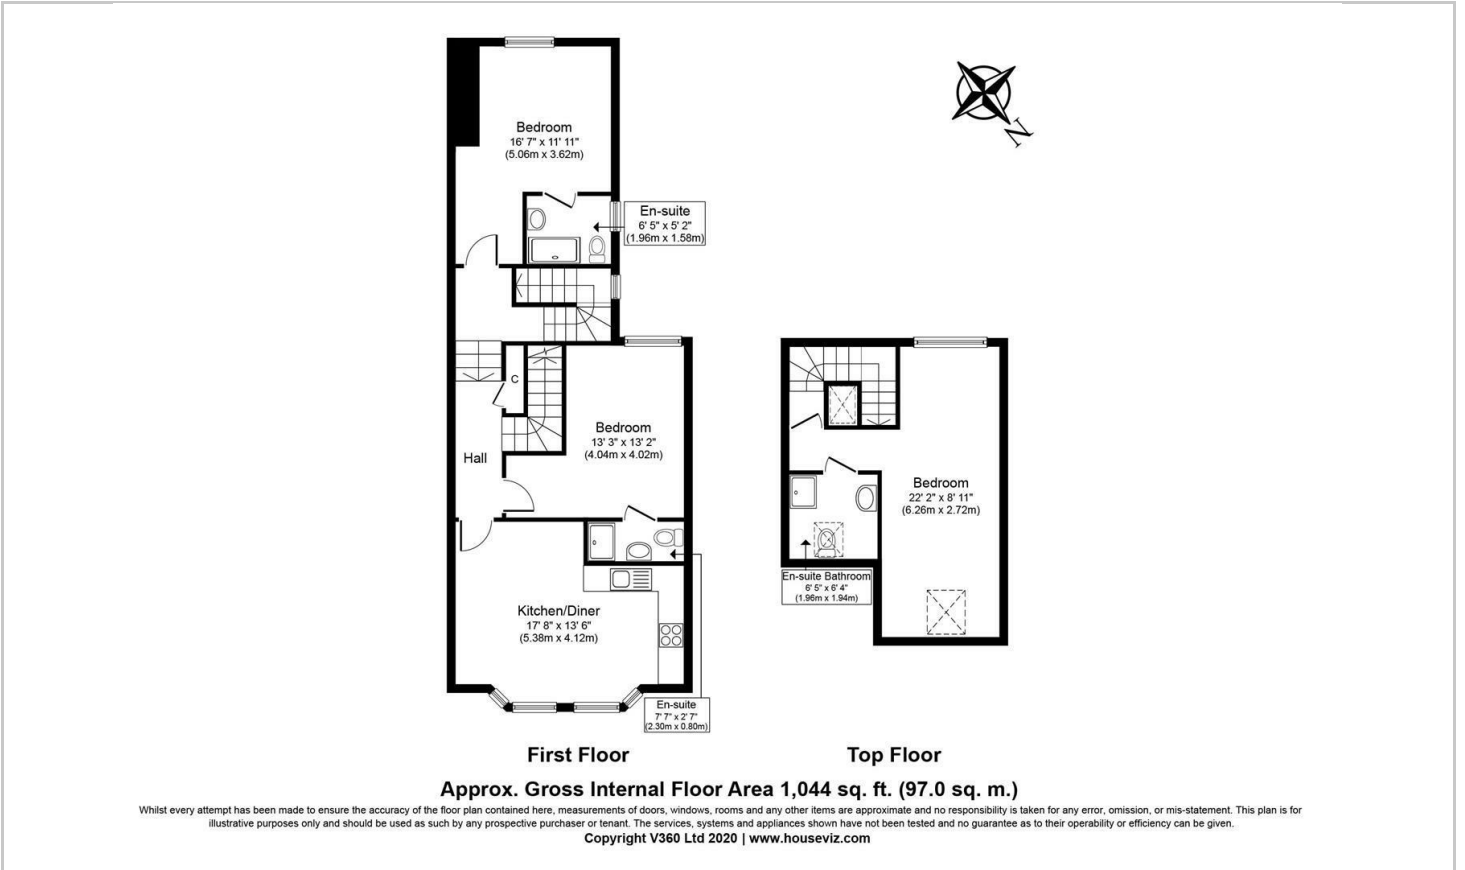 N
Bedroom
16' 7" x 11' 11"
(5.06m x 3.62m)
En-suite
6' 5" x 5' 2"
(1.96m x 1.58m)
C
Bedroom
13' 3" x 13' 2"
(4.04m x 4.02m)
Hall
Kitchen/Diner
17' 8" x 13' 6"
(5.38m x 4.12m)
En-suite
7' 7" x 2' 7"
(2.30m x 0.80m)
Bedroom
22' 2" x 8' 11"
(6.26m x 2.72m)
En-suite Bathroom
6' 5" x 6' 4"
(1.96m x 1.94m)
First Floor
Top Floor
Approx. Gross Internal Floor Area 1,044 sq. ft. (97.0 sq. m.)
Whilst every attempt has been made to ensure the accuracy of the floor plan contained here, measurements of doors, windows, rooms and any other items are approximate and no responsibility is taken for any error, omission, or mis-statement. This plan is for
illustrative purposes only and should be used as such by any prospective purchaser or tenant. The services, systems and appliances shown have not been tested and no guarantee as to their operability or efficiency can be given.
Copyright V360 Ltd 2020 | www.houseviz.com